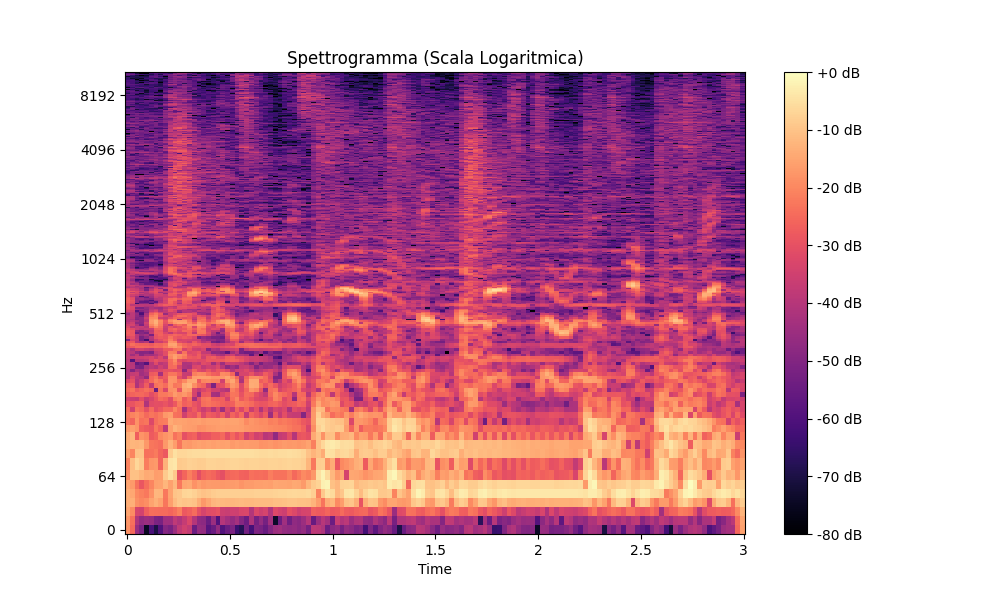 Spettrogramma (Scala Logaritmica)
Hz
8192
4096
2048
1024
512
256
128
64
0
0
0.5
1
1.5
2
2.5
3
Time
+0 dB
-10 dB
-20 dB
-30 dB
-40 dB
-50 dB
-60 dB
-70 dB
-80 dB